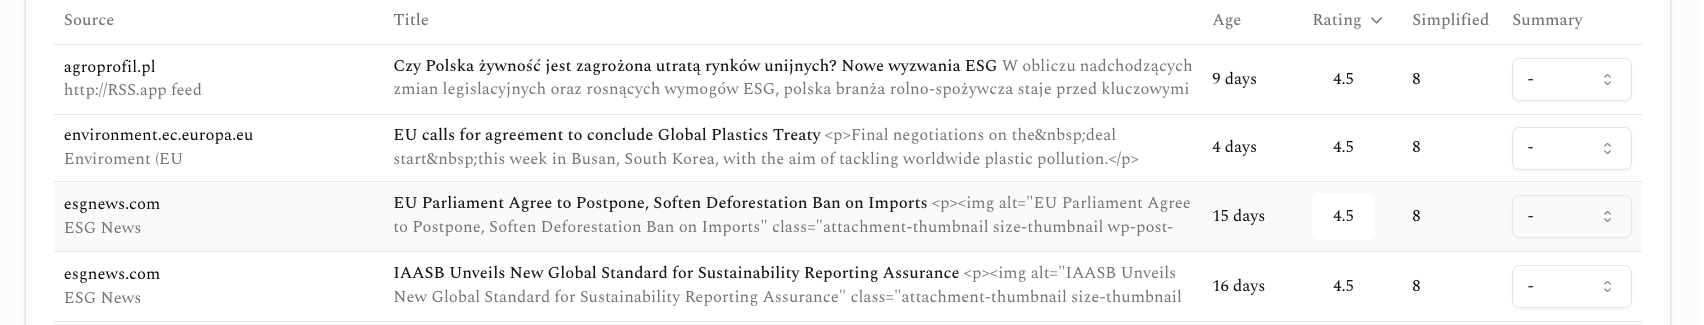 Source Title Age Rating Simplified Summary
agroprofil.pl
http://RSS.app feed
Czy Polska żywność jest zagrożona utratą rynków unijnych? Nowe wyzwania ESG W obliczu nadchodzących
zmian legislacyjnych oraz rosnących wymogów ESG, polska branża rolno-spożywcza staje przed kluczowymi
9 days 4.5 8 -
environment.ec.europa.eu
Enviroment (EU
EU calls for agreement to conclude Global Plastics Treaty <p>Final negotiations on the&nbsp;deal
start&nbsp;this week in Busan, South Korea, with the aim of tackling worldwide plastic pollution.</p>
4 days 4.5 8 -
esgnews.com
ESG News
EU Parliament Agree to Postpone, Soften Deforestation Ban on Imports <p><img alt="EU Parliament Agree
to Postpone, Soften Deforestation Ban on Imports" class="attachment-thumbnail size-thumbnail wp-post-
15 days 4.5 8 -
esgnews.com
ESG News
IAASB Unveils New Global Standard for Sustainability Reporting Assurance <p><img alt="IAASB Unveils
New Global Standard for Sustainability Reporting Assurance" class="attachment-thumbnail size-thumbnail
16 days 4.5 8 -